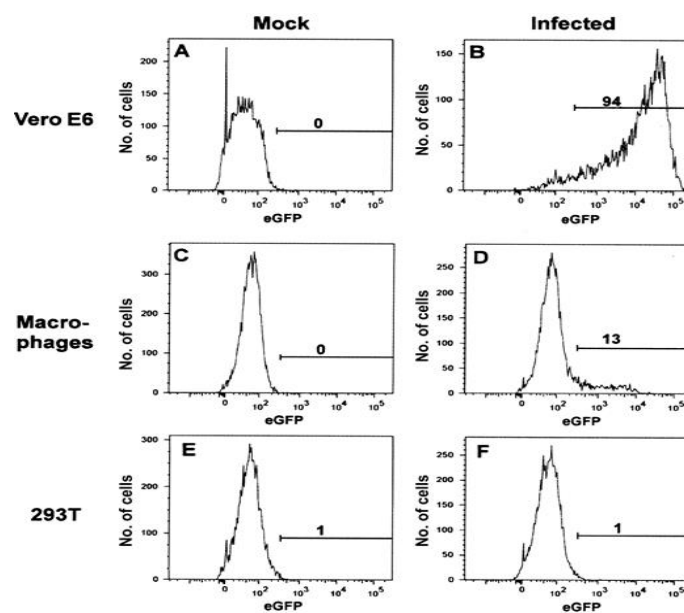 Mock Infected
Vero E6
A
No. of cells
200
150
100
50
0
0
0 10² 10³ 10⁴ 10⁵
eGFP
B
No. of cells
150
100
50
0
94
0 10² 10³ 10⁴ 10⁵
eGFP
Macro-
phages
C
No. of cells
300
200
100
0
0
0 10² 10³ 10⁴ 10⁵
eGFP
D
No. of cells
250
200
150
100
50
0
13
0 10² 10³ 10⁴ 10⁵
eGFP
293T
E
No. of cells
300
200
100
0
1
0 10² 10³ 10⁴ 10⁵
eGFP
F
No. of cells
250
200
150
100
50
0
1
0 10² 10³ 10⁴ 10⁵
eGFP